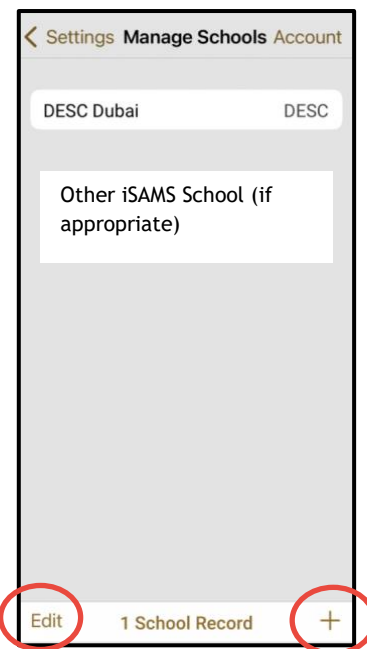 Settings Manage Schools Account
DESC Dubai DESC
Other iSAMS School (if
appropriate)
Edit 1 School Record +